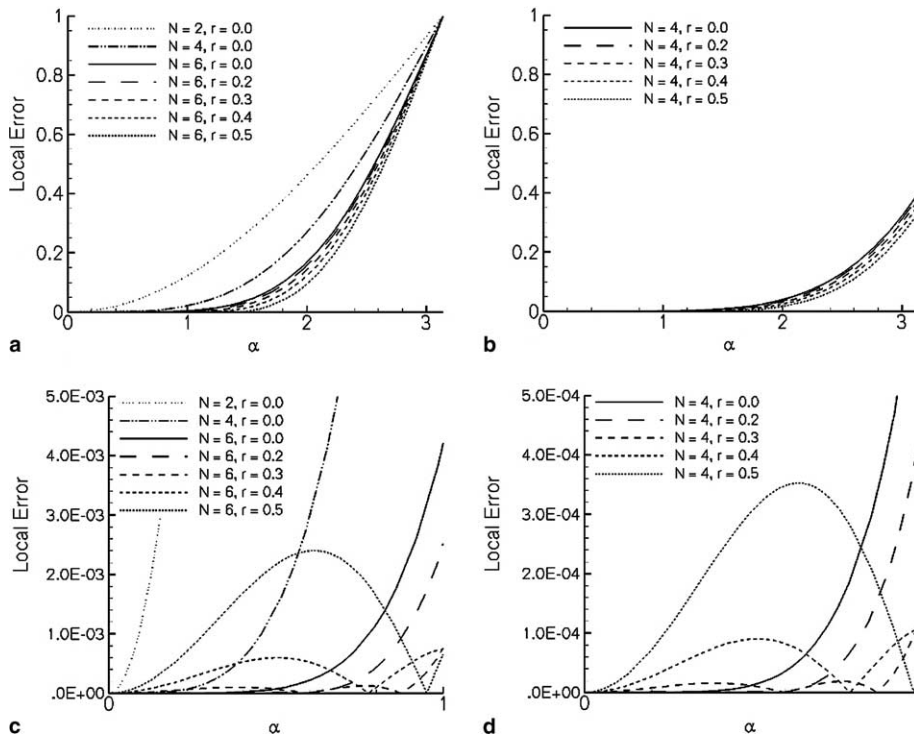 1
0.8
0.6
0.4
0.2
0
Local Error
N = 2, r = 0.0
N = 4, r = 0.0
N = 6, r = 0.0
N = 6, r = 0.2
N = 6, r = 0.3
N = 6, r = 0.4
N = 6, r = 0.5
0 1 2 3
α
a
1
0.8
0.6
0.4
0.2
0
Local Error
N = 4, r = 0.0
N = 4, r = 0.2
N = 4, r = 0.3
N = 4, r = 0.4
N = 4, r = 0.5
0 1 2 3
α
b
5.0E-03
4.0E-03
3.0E-03
2.0E-03
1.0E-03
.0E+00
Local Error
N = 2, r = 0.0
N = 4, r = 0.0
N = 6, r = 0.0
N = 6, r = 0.2
N = 6, r = 0.3
N = 6, r = 0.4
N = 6, r = 0.5
0 1
α
c
5.0E-04
4.0E-04
3.0E-04
2.0E-04
1.0E-04
.0E+00
Local Error
N = 4, r = 0.0
N = 4, r = 0.2
N = 4, r = 0.3
N = 4, r = 0.4
N = 4, r = 0.5
0 1
α
d